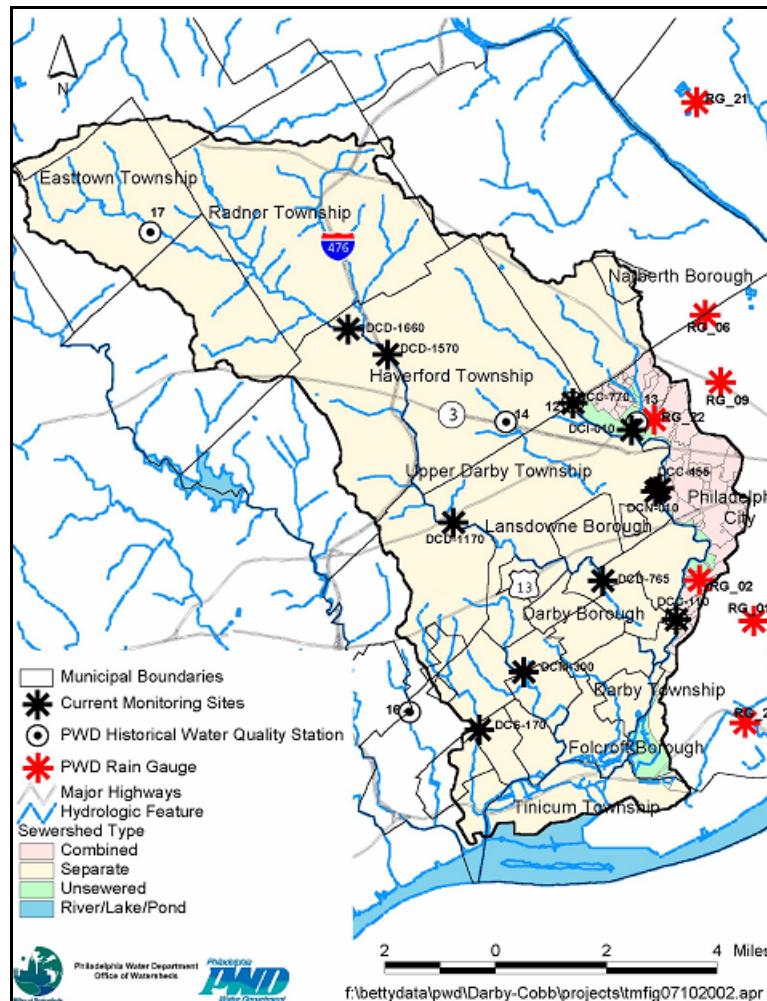 N
RG_21
Easttown Township
17
Radnor Township
476
Narberth Borough
RG_06
DCD-1660
DCD-1570
Haverford Township
RG_09
DCC-770
12
13
3
14
RG_22
DCI-010
Upper Darby Township
DCC-455
Philadelph
City
DCN-010
Lansdowne Borough
DCD-1170
13
DCD-765
RG_02
Darby Borough
DCC-110
RG_01
DCM-300
Darby Township
16
RG_2
DCS-170
Folcroft Borough
Tinicum Township
Municipal Boundaries
Current Monitoring Sites
PWD Historical Water Quality Station
PWD Rain Gauge
Major Highways
Hydrologic Feature
Sewershed Type
Combined
Separate
Unsewered
River/Lake/Pond
Philadelphia Water Department
Office of Watersheds
Philadelphia
PWD
Water Department
2 0 2 4 Miles
f:\bettydata\pwd\Darby-Cobb\projects\tmfig07102002.apr